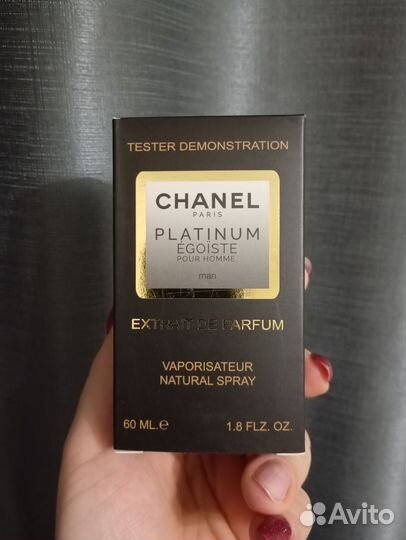 TESTER DEMONSTRATION
CHANEL
PARIS
PLATINUM
ÉGOÏSTE
POUR HOMME
man
EXTRAIT DE PARFUM
VAPORISATEUR
NATURAL SPRAY
60 ML.e 1.8 FLZ. OZ.
Avito